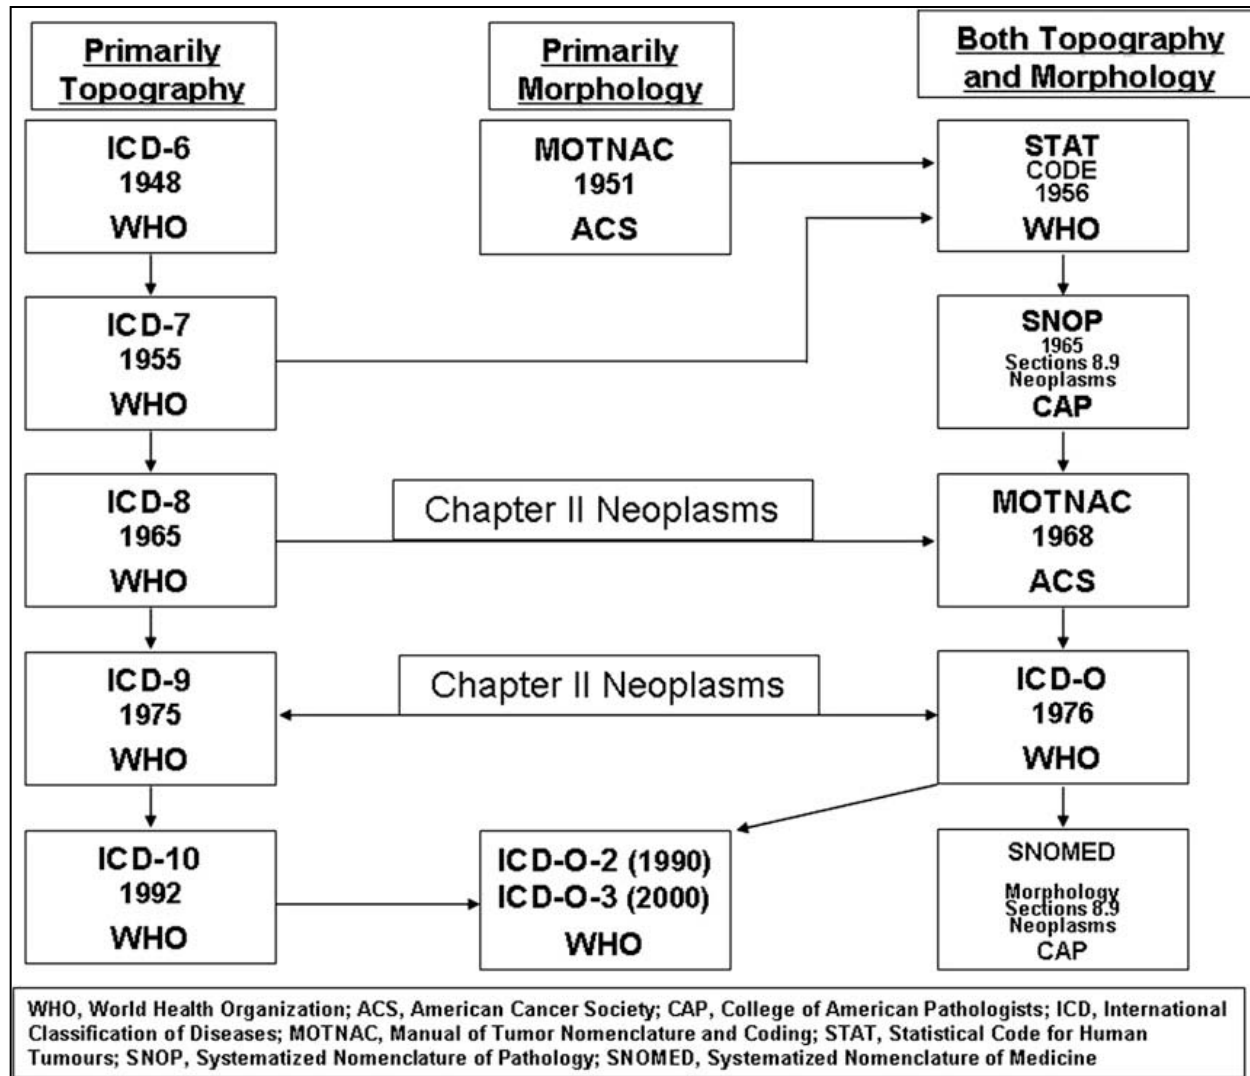 Primarily
Topography
Primarily
Morphology
Both Topography
and Morphology
ICD-6
1948
WHO
MOTNAC
1951
ACS
STAT
CODE
1956
WHO
ICD-7
1955
WHO
SNOP
1965
Sections 8.9
Neoplasms
CAP
ICD-8
1965
WHO
Chapter II Neoplasms
MOTNAC
1968
ACS
ICD-9
1975
WHO
Chapter II Neoplasms
ICD-O
1976
WHO
ICD-10
1992
WHO
ICD-O-2 (1990)
ICD-O-3 (2000)
WHO
SNOMED
Morphology
Sections 8.9
Neoplasms
CAP
WHO, World Health Organization; ACS, American Cancer Society; CAP, College of American Pathologists; ICD, International
Classification of Diseases; MOTNAC, Manual of Tumor Nomenclature and Coding; STAT, Statistical Code for Human
Tumours; SNOP, Systematized Nomenclature of Pathology; SNOMED, Systematized Nomenclature of Medicine